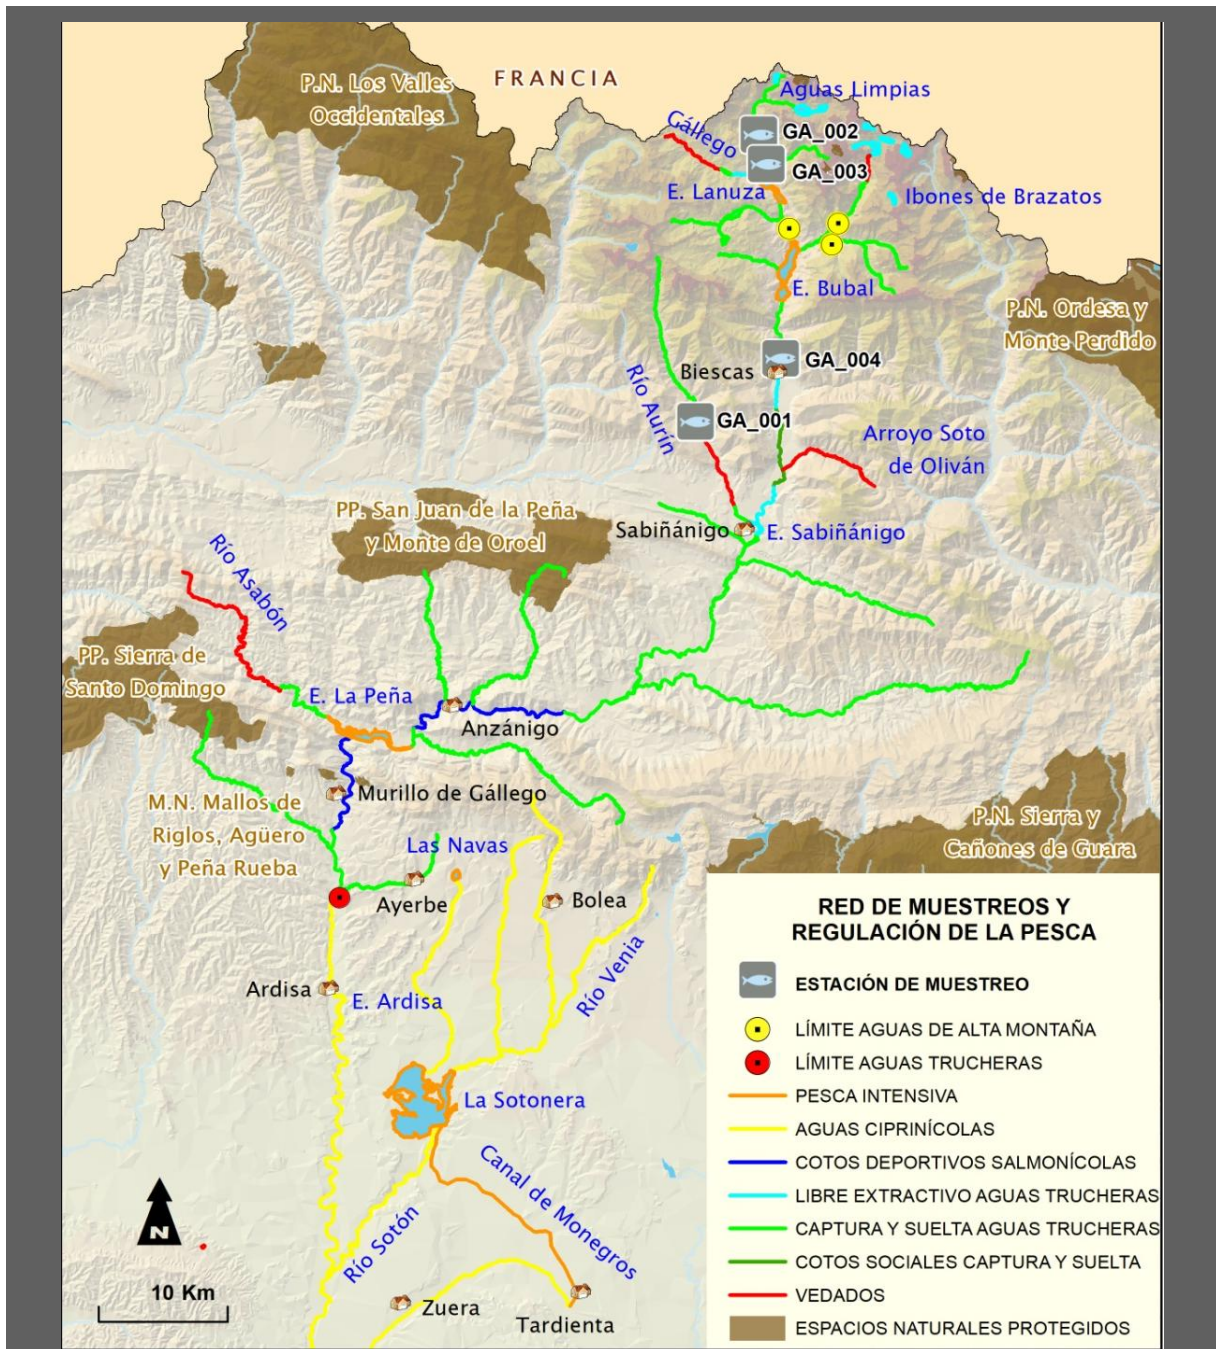 FRANCIA
P.N. Los Valles
Occidentales
Aguas Limpias
Gállego
GA_002
GA_003
E. Lanuza
Ibones de Brazatos
E. Bubal
P.N. Ordesa y
Monte Perdido
GA_004
Biescas
Río Aurín
GA_001
Arroyo Soto
de Oliván
PP. San Juan de la Peña
y Monte de Oroel
Sabiñánigo
E. Sabiñánigo
Río Asabón
PP. Sierra de
Santo Domingo
E. La Peña
Anzánigo
M.N. Mallos de
Riglos, Agüero
y Peña Rueba
Murillo de Gállego
P.N. Sierra y
Cañones de Guara
Las Navas
Ayerbe
Bolea
Río Venia
Ardisa
E. Ardisa
La Sotonera
Canal de Monegros
Río Sotón
Zuera
Tardienta
N
10 Km
RED DE MUESTREOS Y
REGULACIÓN DE LA PESCA
ESTACIÓN DE MUESTREO
LÍMITE AGUAS DE ALTA MONTAÑA
LÍMITE AGUAS TRUCHERAS
PESCA INTENSIVA
AGUAS CIPRINÍCOLAS
COTOS DEPORTIVOS SALMONÍCOLAS
LIBRE EXTRACTIVO AGUAS TRUCHERAS
CAPTURA Y SUELTA AGUAS TRUCHERAS
COTOS SOCIALES CAPTURA Y SUELTA
VEDADOS
ESPACIOS NATURALES PROTEGIDOS